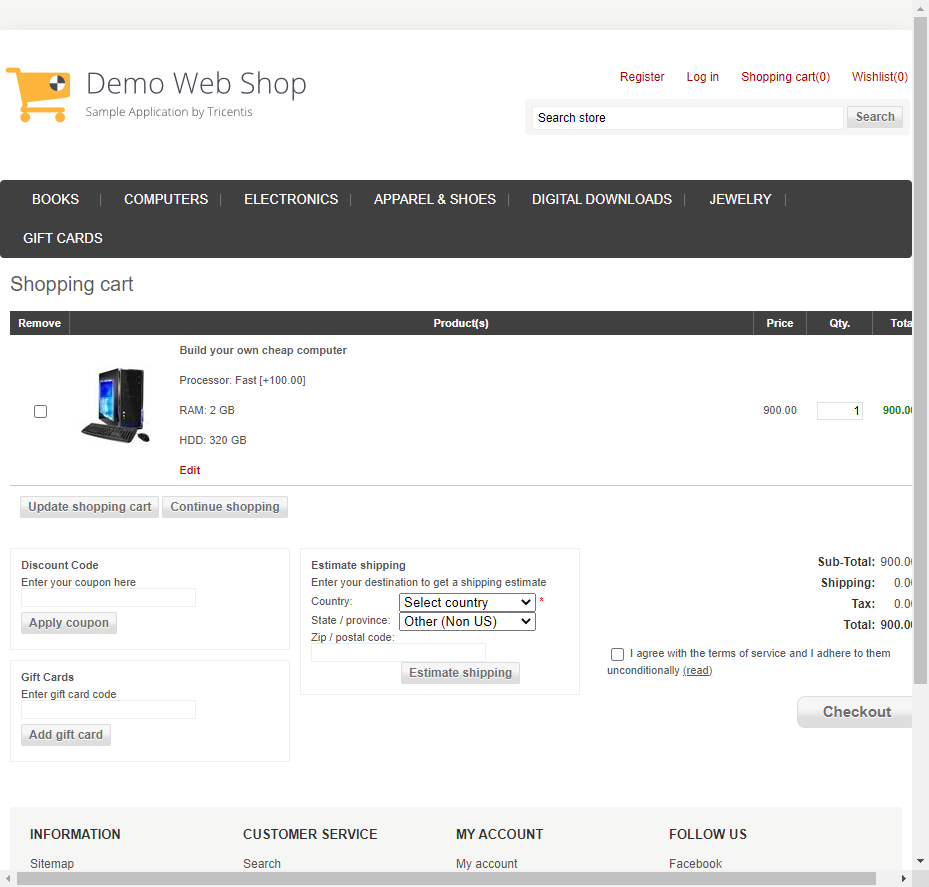 Demo Web Shop
Sample Application by Tricentis
Register Log in Shopping cart(0) Wishlist(0)
Search store Search
BOOKS COMPUTERS ELECTRONICS APPAREL & SHOES DIGITAL DOWNLOADS JEWELRY
GIFT CARDS
Shopping cart
Remove Product(s) Price Qty. Tota
Build your own cheap computer
Processor: Fast [+100.00]
RAM: 2 GB 900.00 1 900.0
HDD: 320 GB
Edit
Update shopping cart Continue shopping
Discount Code
Enter your coupon here
Apply coupon
Gift Cards
Enter gift card code
Add gift card
Estimate shipping
Enter your destination to get a shipping estimate
Country: Select country *
State / province: Other (Non US)
Zip / postal code:
Estimate shipping
Sub-Total: 900.0
Shipping: 0.0
Tax: 0.0
Total: 900.0
I agree with the terms of service and I adhere to them
unconditionally (read)
Checkout
INFORMATION CUSTOMER SERVICE MY ACCOUNT FOLLOW US
Sitemap Search My account Facebook